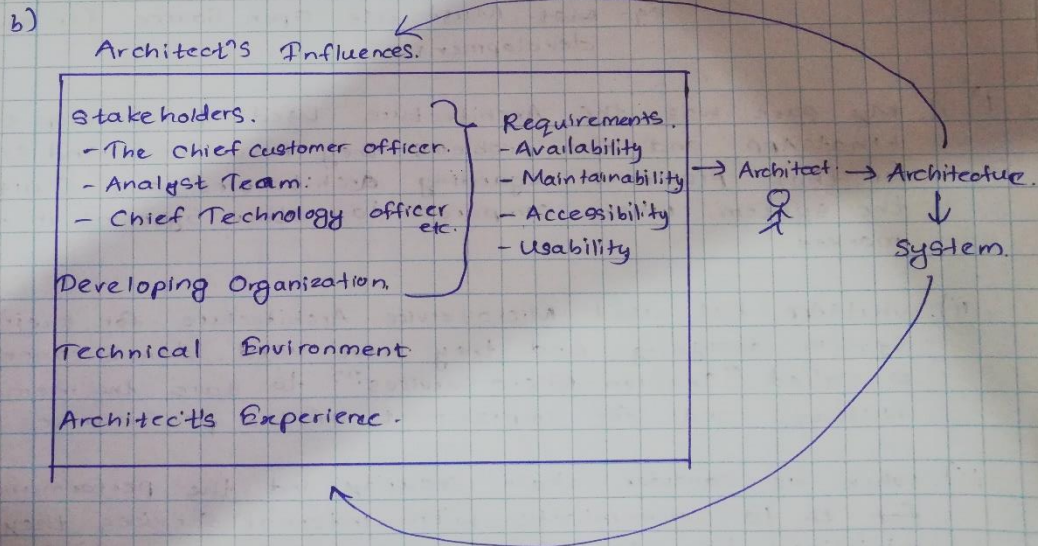 b)
Architect's Influences.
Stakeholders.
- The Chief Customer officer.
- Analyst Team.
- Chief Technology officer
etc.
Developing Organization.
Technical Environment
Architect's Experience.
Requirements.
- Availability
- Maintainability
- Accessibility
- Usability
→ Architect → Architecture.
↓
System.